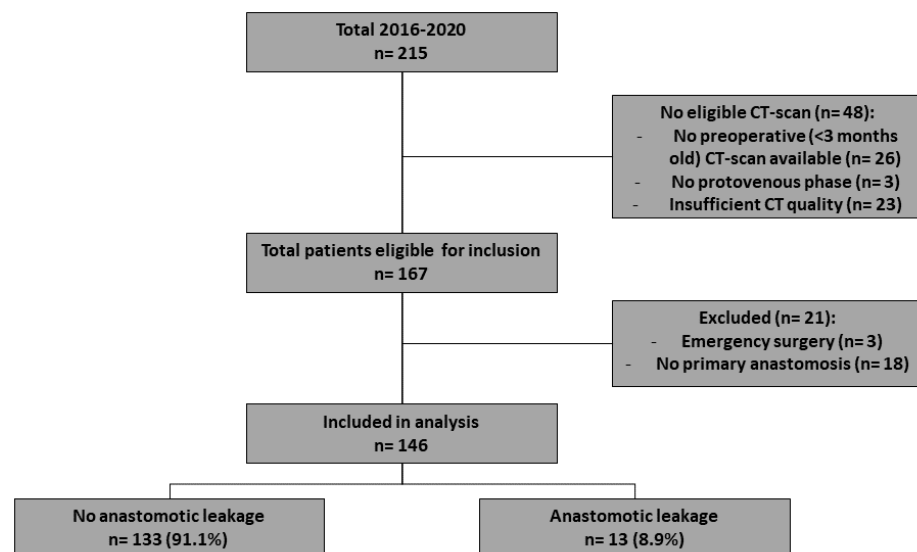 Total 2016-2020
n= 215
No eligible CT-scan (n= 48):
- No preoperative (<3 months
old) CT-scan available (n= 26)
- No protovenous phase (n= 3)
- Insufficient CT quality (n= 23)
Total patients eligible for inclusion
n= 167
Excluded (n= 21):
- Emergency surgery (n= 3)
- No primary anastomosis (n= 18)
Included in analysis
n= 146
No anastomotic leakage
n= 133 (91.1%)
Anastomotic leakage
n= 13 (8.9%)